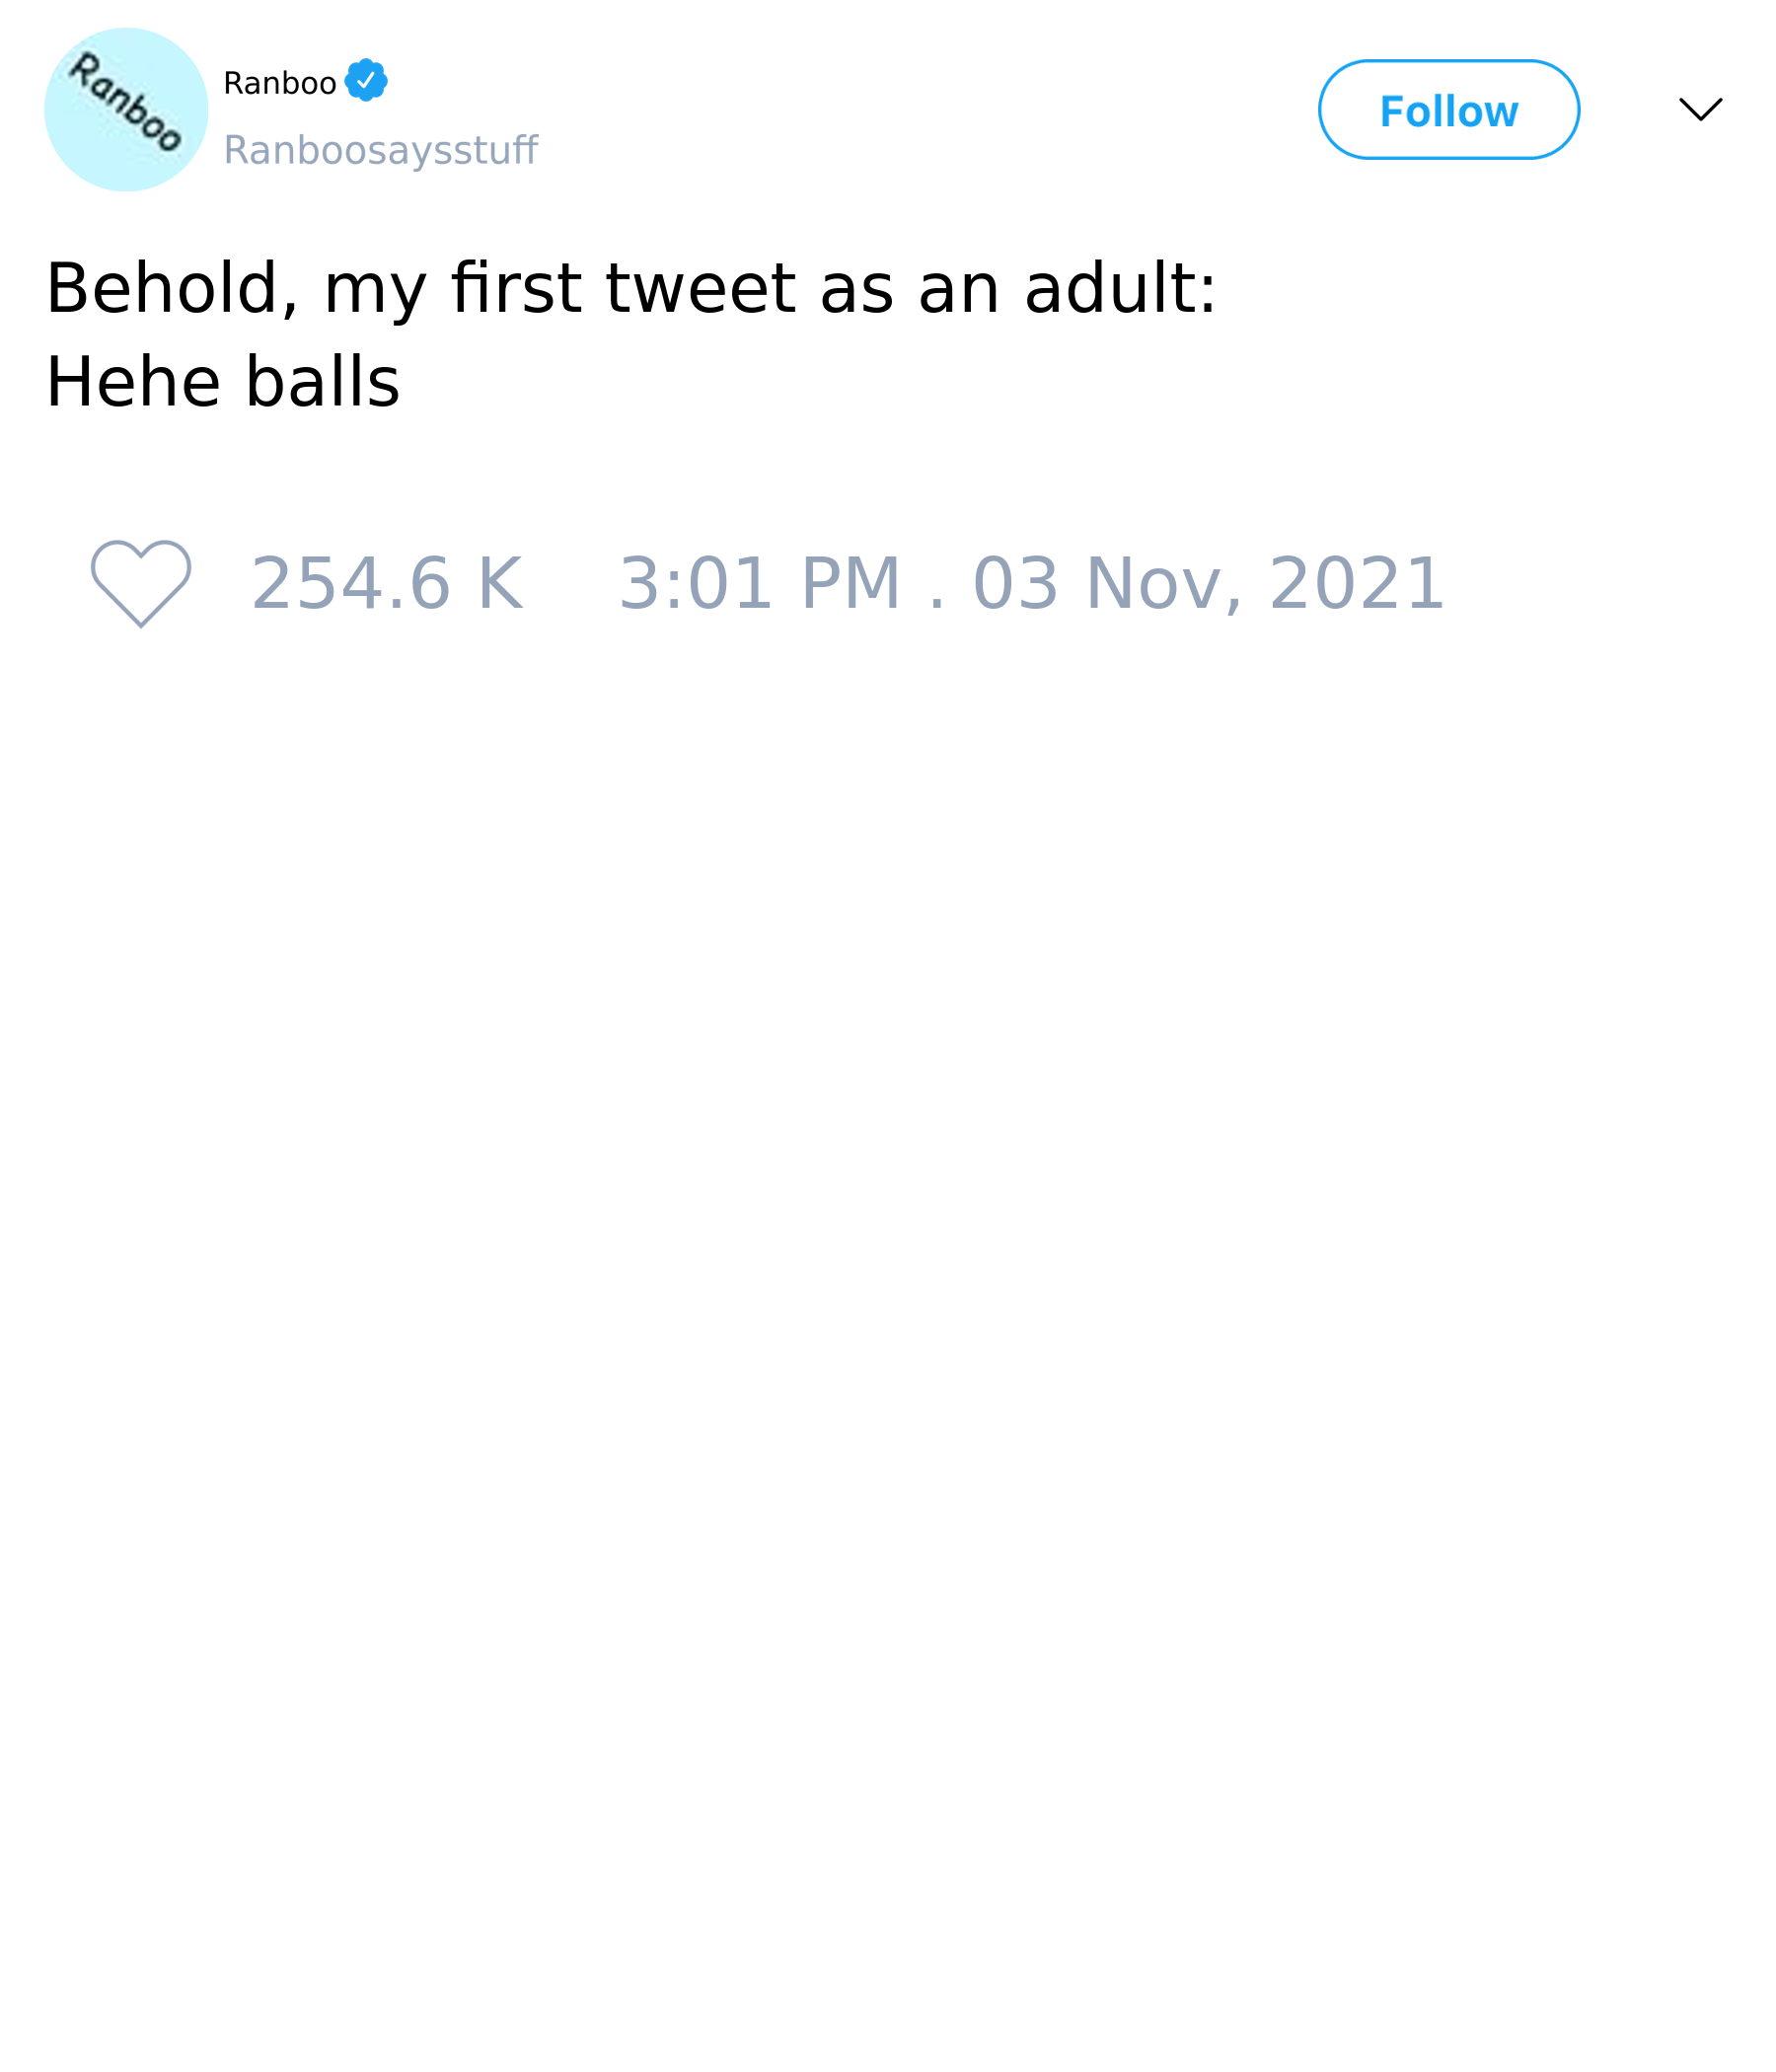 Ranboo
Ranboo
Ranboosaysstuff
Follow
Behold, my first tweet as an adult:
Hehe balls
254.6 K 3:01 PM . 03 Nov, 2021